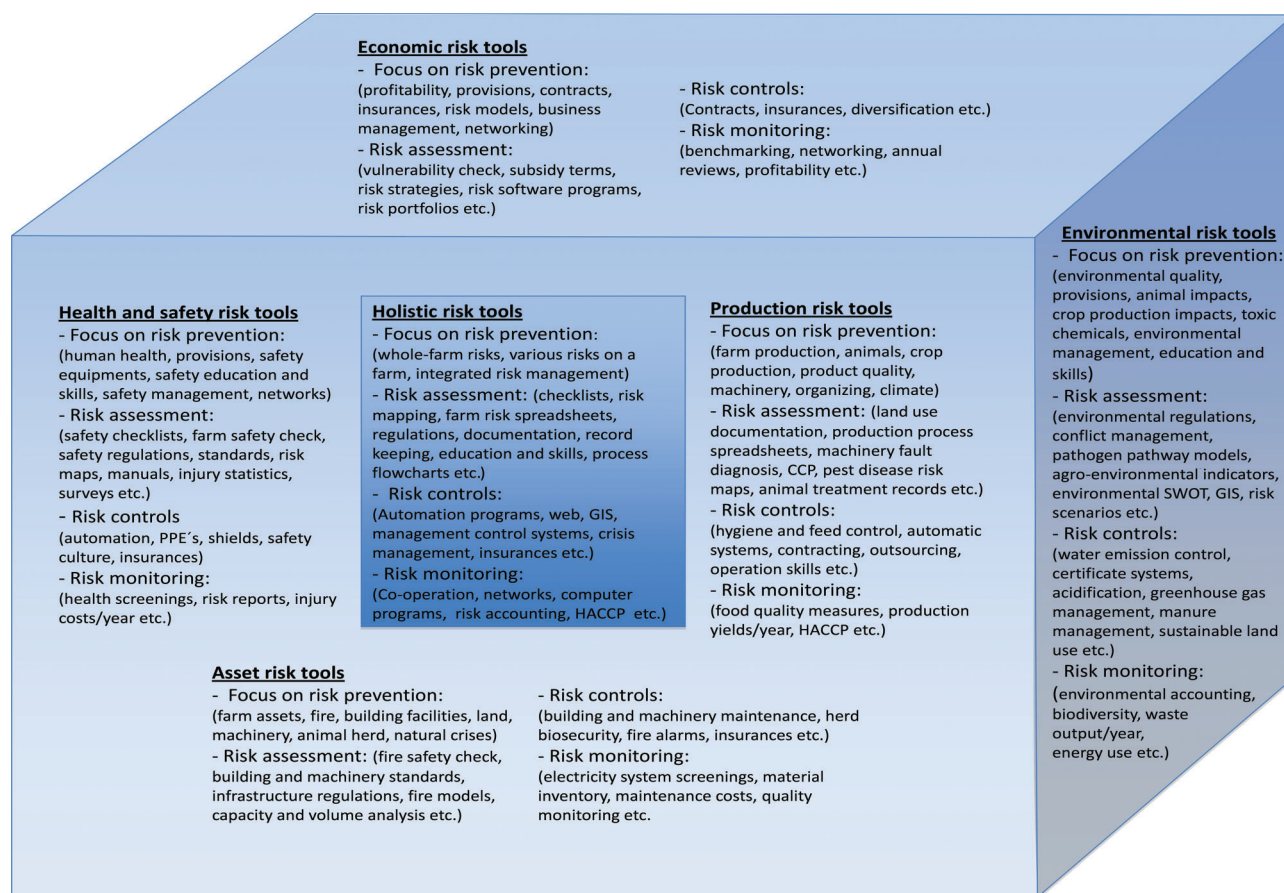 Economic risk tools
- Focus on risk prevention:
(profitability, provisions, contracts,
insurances, risk models, business
management, networking)
- Risk assessment:
(vulnerability check, subsidy terms,
risk strategies, risk software programs,
risk portfolios etc.)
- Risk controls:
(Contracts, insurances, diversification etc.)
- Risk monitoring:
(benchmarking, networking, annual
reviews, profitability etc.)
Health and safety risk tools
- Focus on risk prevention:
(human health, provisions, safety
equipments, safety education and
skills, safety management, networks)
- Risk assessment:
(safety checklists, farm safety check,
safety regulations, standards, risk
maps, manuals, injury statistics,
surveys etc.)
- Risk controls
(automation, PPE´s, shields, safety
culture, insurances)
- Risk monitoring:
(health screenings, risk reports, injury
costs/year etc.)
Holistic risk tools
- Focus on risk prevention:
(whole-farm risks, various risks on a
farm, integrated risk management)
- Risk assessment: (checklists, risk
mapping, farm risk spreadsheets,
regulations, documentation, record
keeping, education and skills, process
flowcharts etc.)
- Risk controls:
(Automation programs, web, GIS,
management control systems, crisis
management, insurances etc.)
- Risk monitoring:
(Co-operation, networks, computer
programs, risk accounting, HACCP etc.)
Production risk tools
- Focus on risk prevention:
(farm production, animals, crop
production, product quality,
machinery, organizing, climate)
- Risk assessment: (land use
documentation, production process
spreadsheets, machinery fault
diagnosis, CCP, pest disease risk
maps, animal treatment records etc.)
- Risk controls:
(hygiene and feed control, automatic
systems, contracting, outsourcing,
operation skills etc.)
- Risk monitoring:
(food quality measures, production
yields/year, HACCP etc.)
Environmental risk tools
- Focus on risk prevention:
(environmental quality,
provisions, animal impacts,
crop production impacts, toxic
chemicals, environmental
management, education and
skills)
- Risk assessment:
(environmental regulations,
conflict management,
pathogen pathway models,
agro-environmental indicators,
environmental SWOT, GIS, risk
scenarios etc.)
- Risk controls:
(water emission control,
certificate systems,
acidification, greenhouse gas
management, manure
management, sustainable land
use etc.)
- Risk monitoring:
(environmental accounting,
biodiversity, waste
output/year,
energy use etc.)
Asset risk tools
- Focus on risk prevention:
(farm assets, fire, building facilities, land,
machinery, animal herd, natural crises)
- Risk assessment: (fire safety check,
building and machinery standards,
infrastructure regulations, fire models,
capacity and volume analysis etc.)
- Risk controls:
(building and machinery maintenance, herd
biosecurity, fire alarms, insurances etc.)
- Risk monitoring:
(electricity system screenings, material
inventory, maintenance costs, quality
monitoring etc.